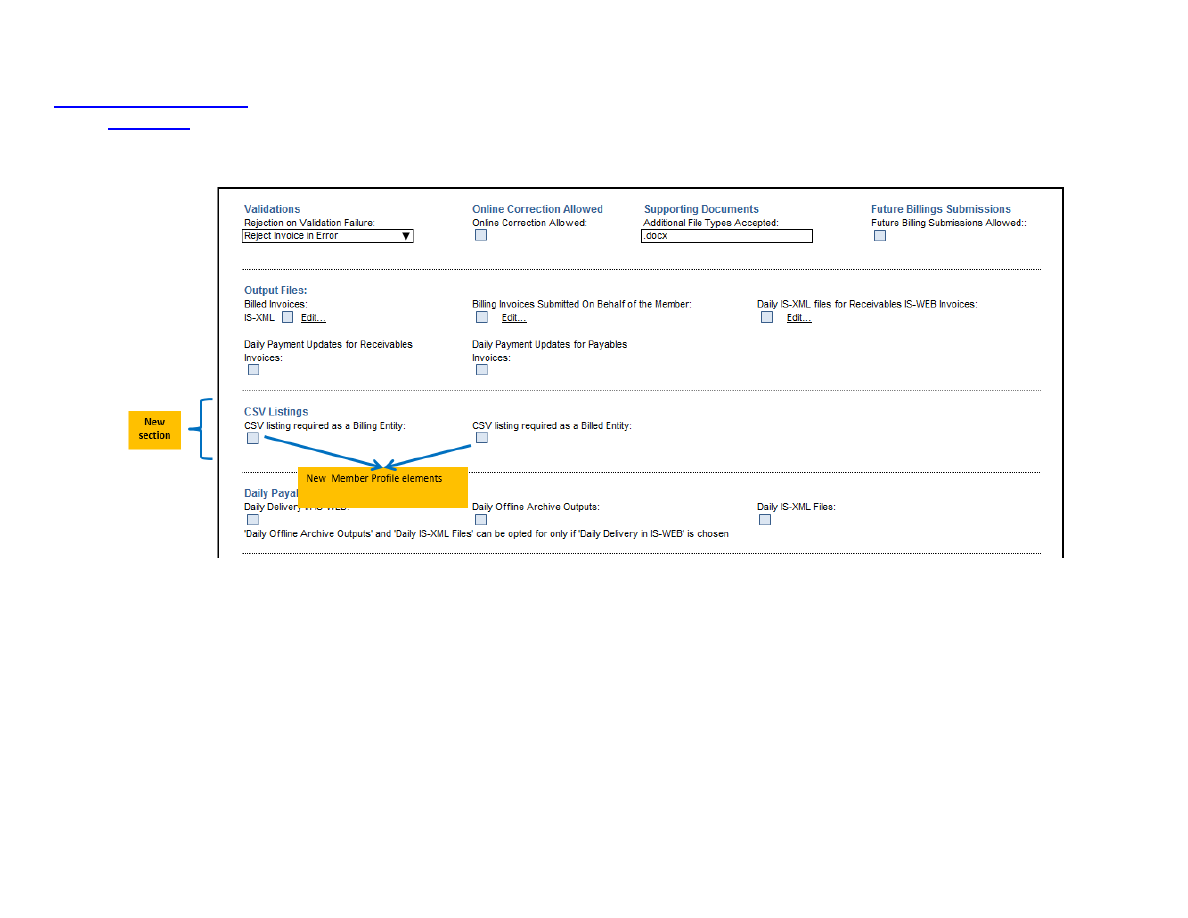 Validations
Rejection on Validation Failure:
Reject Invoice in Error
Online Correction Allowed
Online Correction Allowed:
Supporting Documents
Additional File Types Accepted:
.docx
Future Billings Submissions
Future Billing Submissions Allowed::
Output Files:
Billed Invoices:
IS-XML Edit...
Billing Invoices Submitted On Behalf of the Member:
Edit...
Daily IS-XML files for Receivables IS-WEB Invoices:
Edit...
Daily Payment Updates for Receivables
Invoices:
Daily Payment Updates for Payables
Invoices:
New
section
CSV Listings
CSV listing required as a Billing Entity:
CSV listing required as a Billed Entity:
New Member Profile elements
Daily
Daily Delivery
Daily Offline Archive Outputs:
Daily IS-XML Files:
'Daily Offline Archive Outputs' and 'Daily IS-XML Files' can be opted for only if 'Daily Delivery in IS-WEB' is chosen